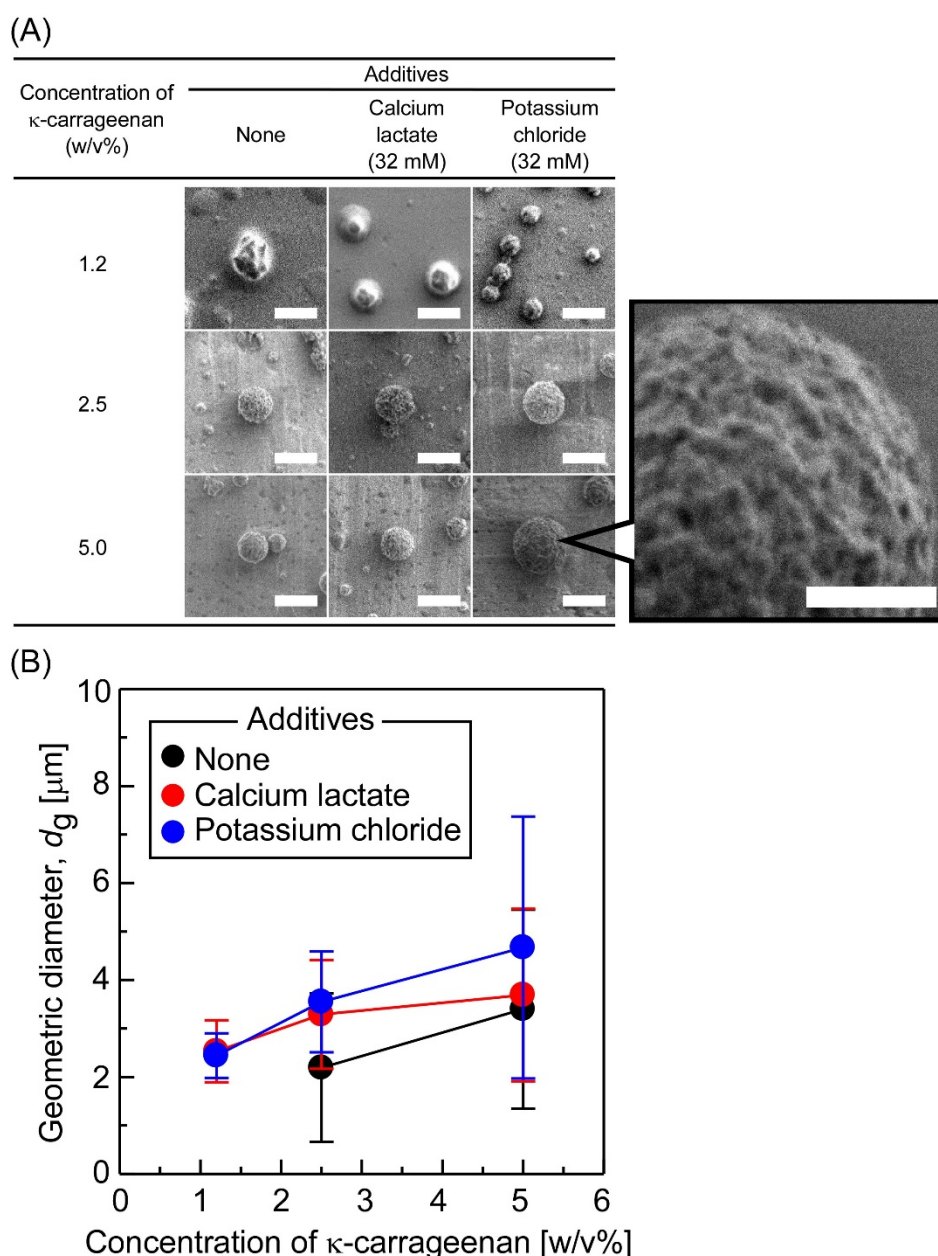 (A)
Concentration of
κ-carrageenan
(w/v%)
Additives
None
Calcium
lactate
(32 mM)
Potassium
chloride
(32 mM)
1.2
2.5
5.0
(B)
10
8
6
4
2
0
Geometric diameter, dg [μm]
Additives
None
Calcium lactate
Potassium chloride
0 1 2 3 4 5 6
Concentration of κ-carrageenan [w/v%]